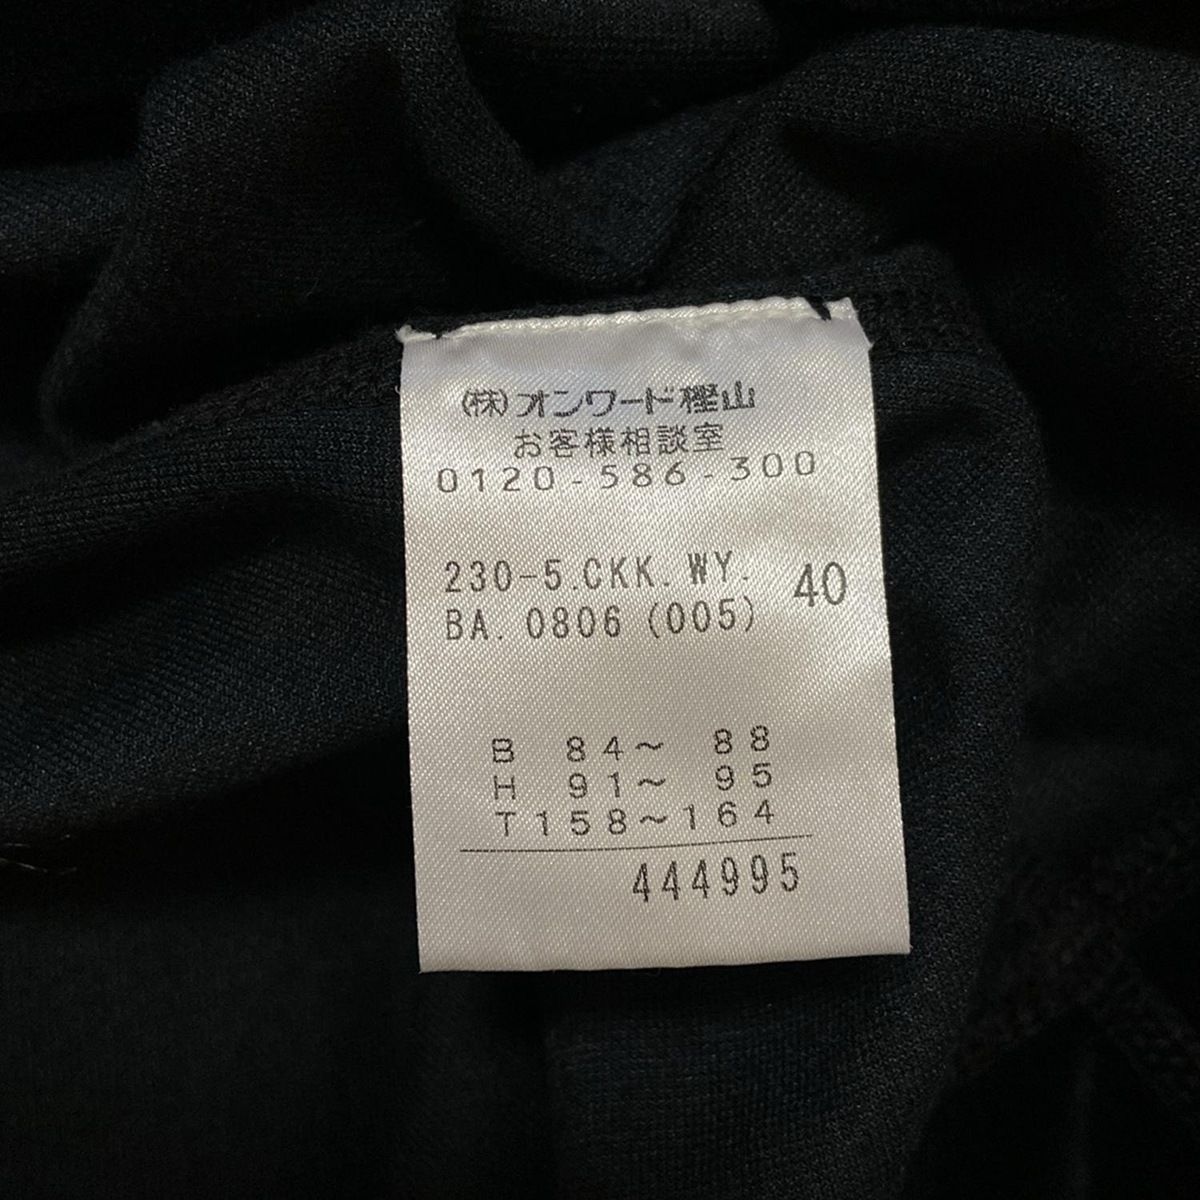 (株)オンワード樫山
お客様相談室
0120-586-300
230-5.CKK.WY. 40
BA.0806(005)
B 84～ 88
H 91～ 95
T158～164
444995